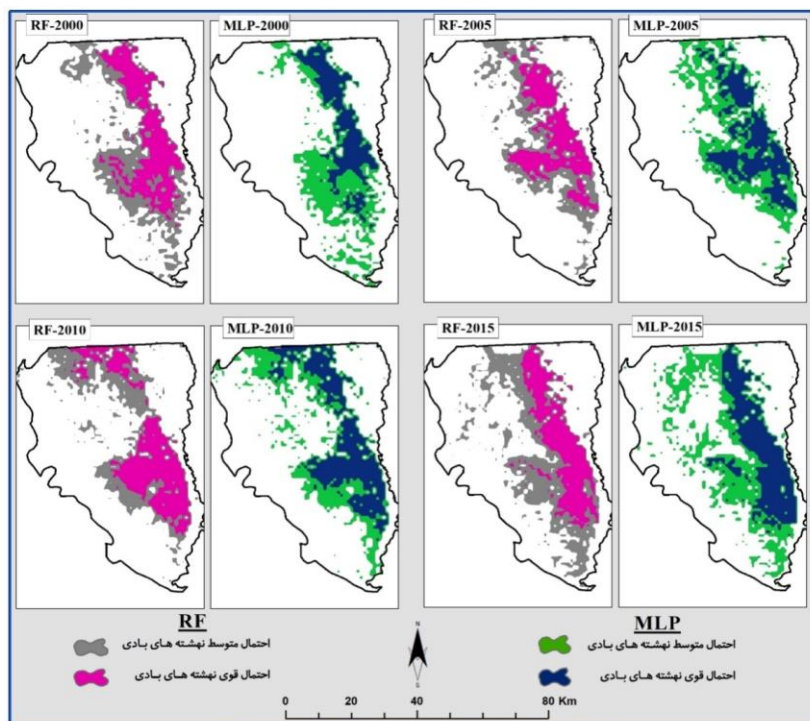 RF-2000
MLP-2000
RF-2005
MLP-2005
RF-2010
MLP-2010
RF-2015
MLP-2015
RF
احتمال متوسط نهشته های بادی
احتمال قوی نهشته های بادی
N
S
MLP
احتمال متوسط نهشته های بادی
احتمال قوی نهشته های بادی
0 20 40 80 Km